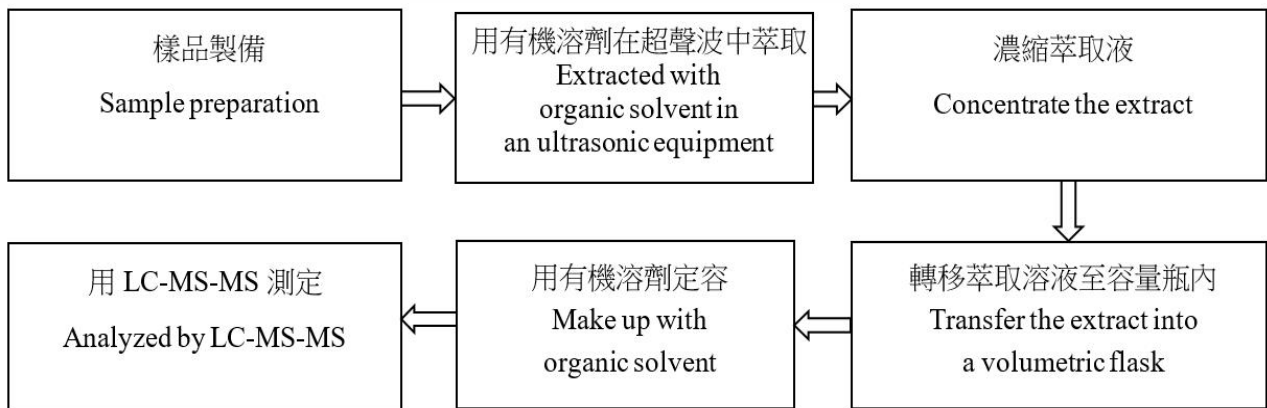 樣品製備
Sample preparation
用有機溶劑在超聲波中萃取
Extracted with
organic solvent in
an ultrasonic equipment
濃縮萃取液
Concentrate the extract
轉移萃取溶液至容量瓶內
Transfer the extract into
a volumetric flask
用有機溶劑定容
Make up with
organic solvent
用 LC-MS-MS 測定
Analyzed by LC-MS-MS